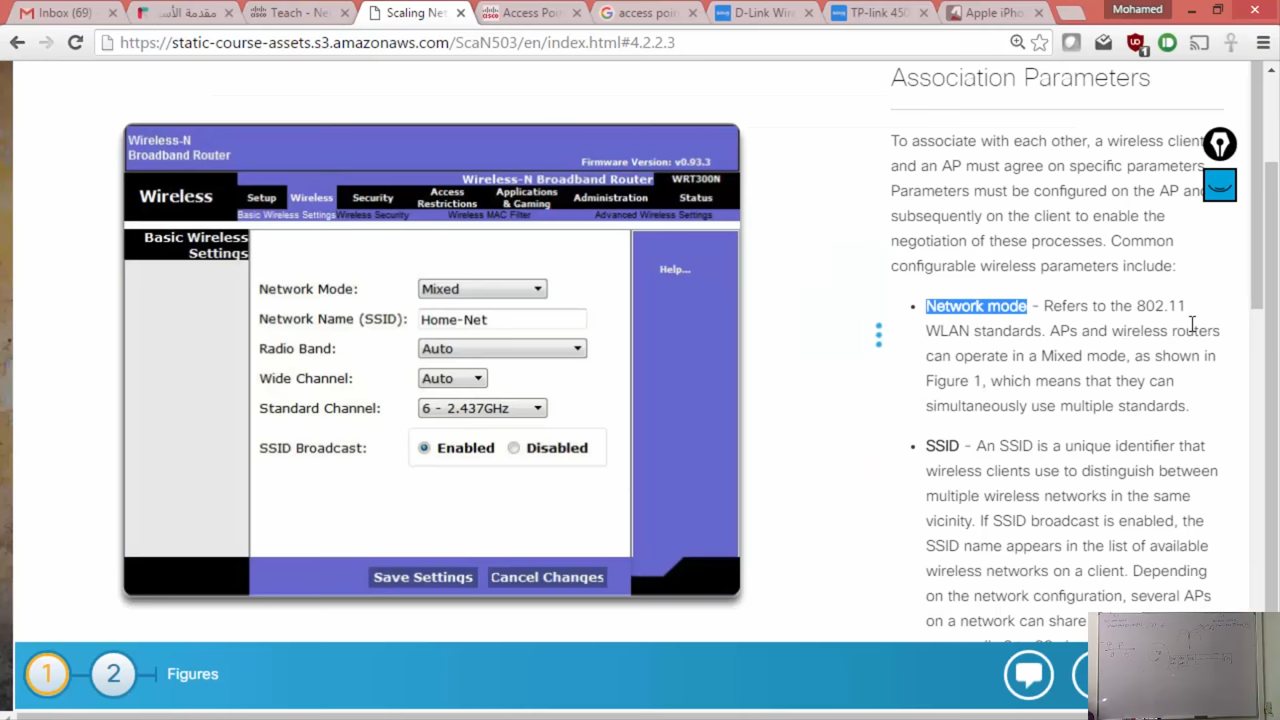 Inbox (69)
مقدمة الأس
Teach - Ne
Scaling Net
Access Poi
access poin
D-Link Wire
TP-link 450
Apple iPho
Mohamed
https://static-course-assets.s3.amazonaws.com/ScaN503/en/index.html#4.2.2.3
1
Wireless-N
Broadband Router
Firmware Version: v0.93.3
Wireless-N Broadband Router WRT300N
Wireless
Setup Wireless Security Access Restrictions Applications & Gaming Administration Status
Basic Wireless Settings Wireless Security Wireless MAC Filter Advanced Wireless Settings
Basic Wireless
Settings
Help...
Network Mode: Mixed
Network Name (SSID): Home-Net
Radio Band: Auto
Wide Channel: Auto
Standard Channel: 6 - 2.437GHz
SSID Broadcast: Enabled Disabled
Save Settings Cancel Changes
Association Parameters
To associate with each other, a wireless client
and an AP must agree on specific parameters.
Parameters must be configured on the AP and
subsequently on the client to enable the
negotiation of these processes. Common
configurable wireless parameters include:
• Network mode - Refers to the 802.11
WLAN standards. APs and wireless routers
can operate in a Mixed mode, as shown in
Figure 1, which means that they can
simultaneously use multiple standards.
• SSID - An SSID is a unique identifier that
wireless clients use to distinguish between
multiple wireless networks in the same
vicinity. If SSID broadcast is enabled, the
SSID name appears in the list of available
wireless networks on a client. Depending
on the network configuration, several APs
on a network can share
1 2 Figures